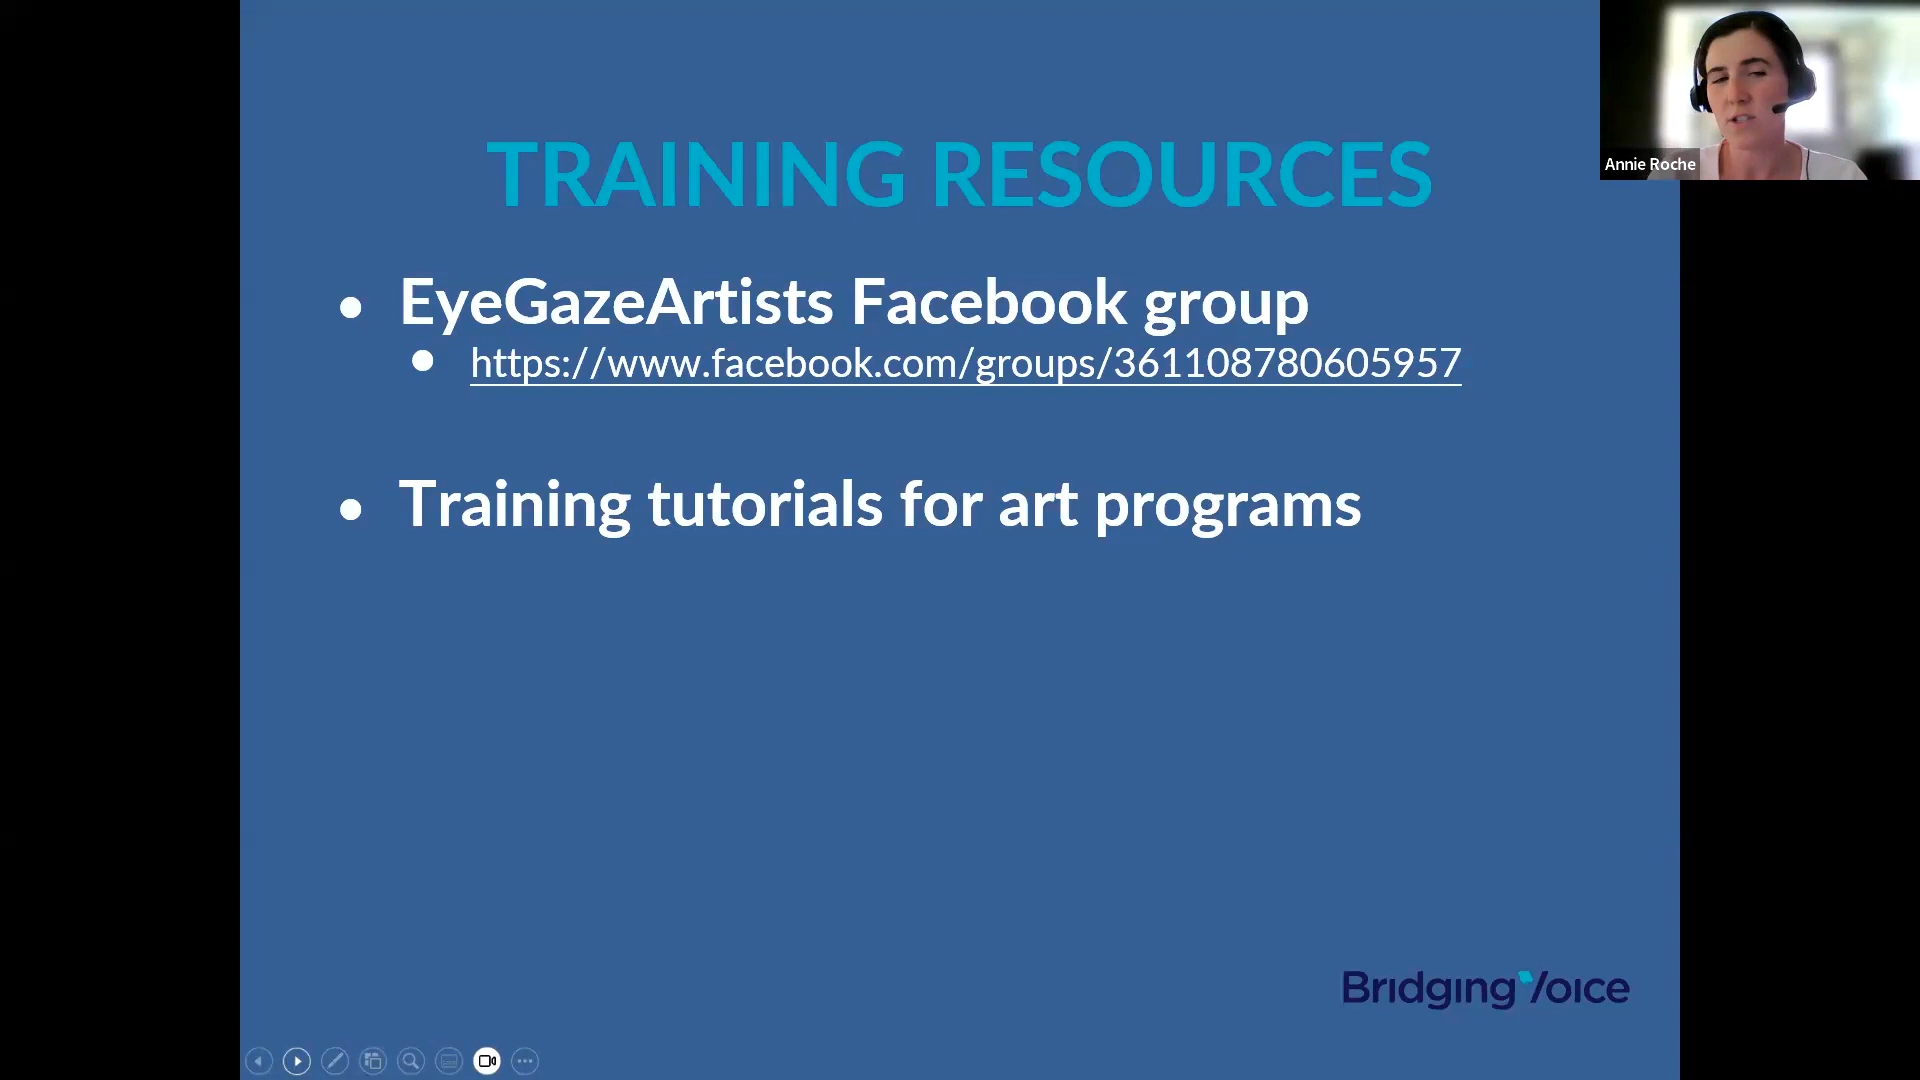 TRAINING RESOURCES
Annie Roche
• EyeGazeArtists Facebook group
• https://www.facebook.com/groups/361108780605957
• Training tutorials for art programs
BridgingVoice